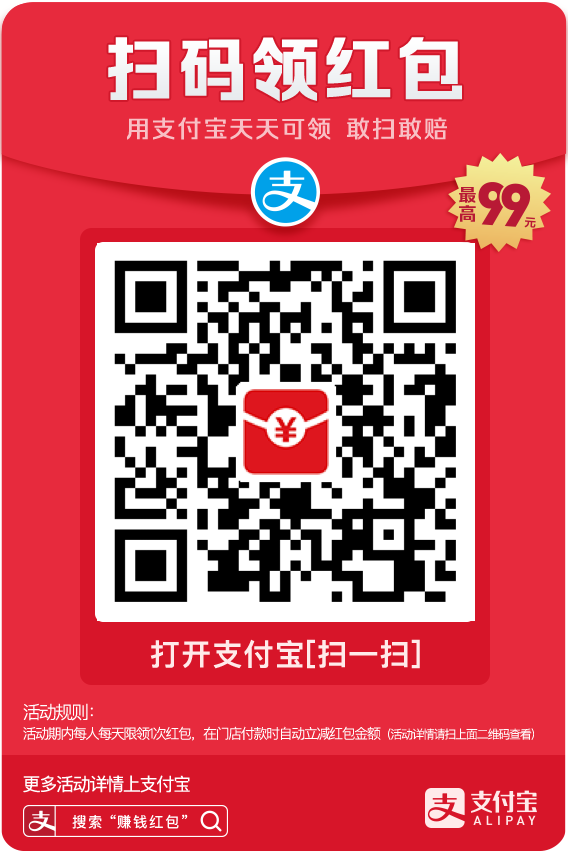 扫码领红包
用支付宝天天可领 敢扫敢赔
支
最高99元
¥
打开支付宝[扫一扫]
活动规则：
活动期内每人每天限领1次红包，在门店付款时自动立减红包金额（活动详情请扫上面二维码查看）
更多活动详情上支付宝
支 搜索“赚钱红包”
支 支付宝
ALIPAY